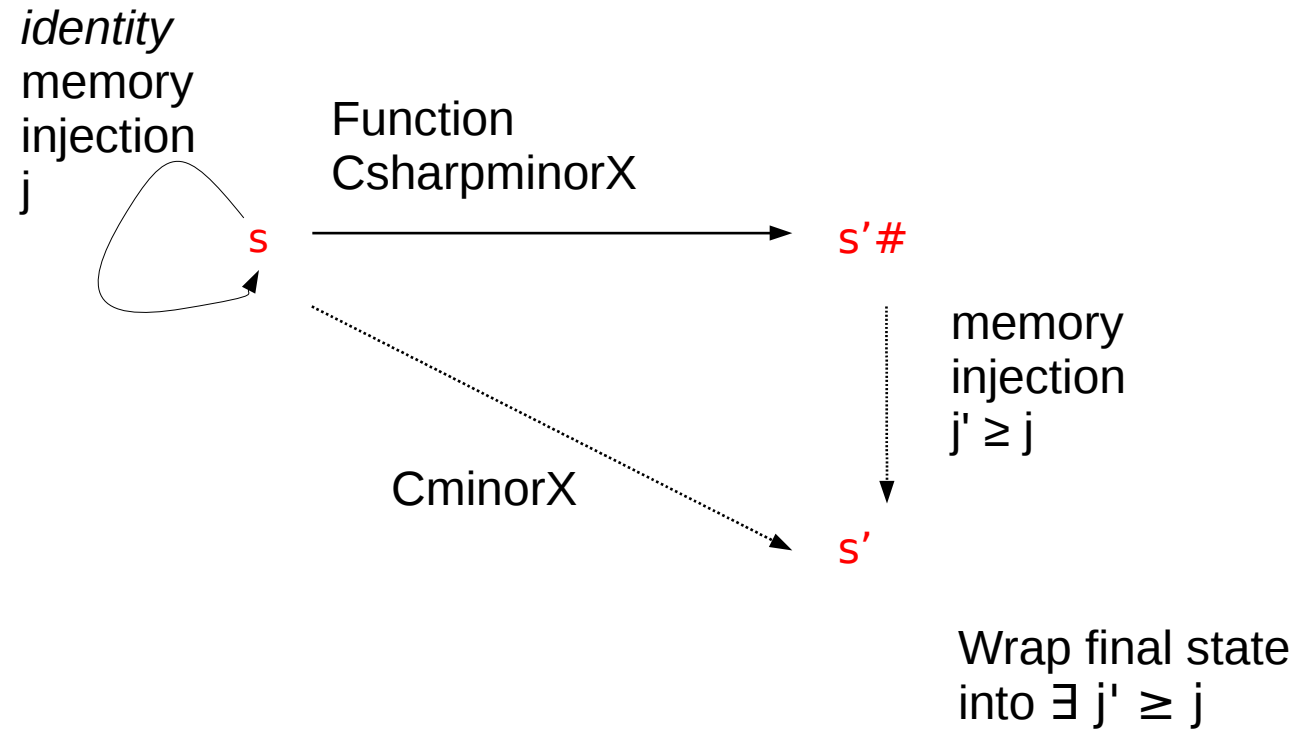 identity
memory
injection
j
Function
CsharpminorX
s
s’#
memory
injection
j' ≥ j
CminorX
s’
Wrap final state
into ∃ j' ≥ j